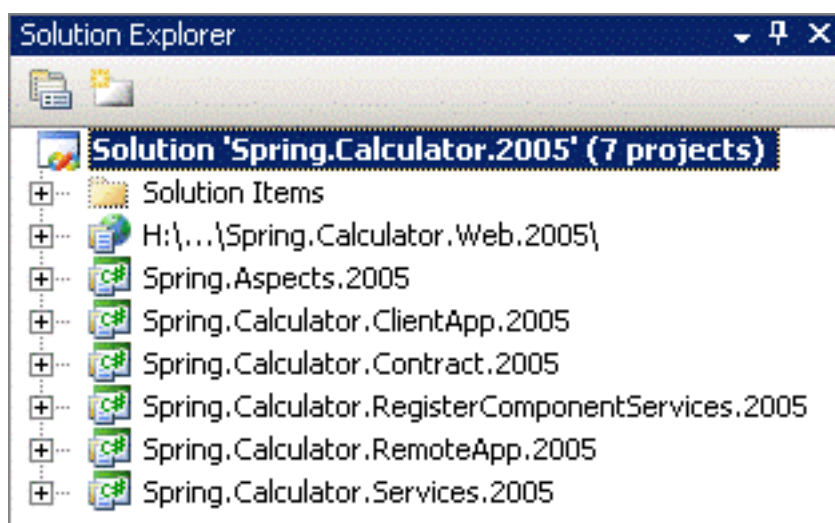 Solution Explorer
Solution 'Spring.Calculator.2005' (7 projects)
Solution Items
H:\...\Spring.Calculator.Web.2005\
Spring.Aspects.2005
Spring.Calculator.ClientApp.2005
Spring.Calculator.Contract.2005
Spring.Calculator.RegisterComponentServices.2005
Spring.Calculator.RemoteApp.2005
Spring.Calculator.Services.2005